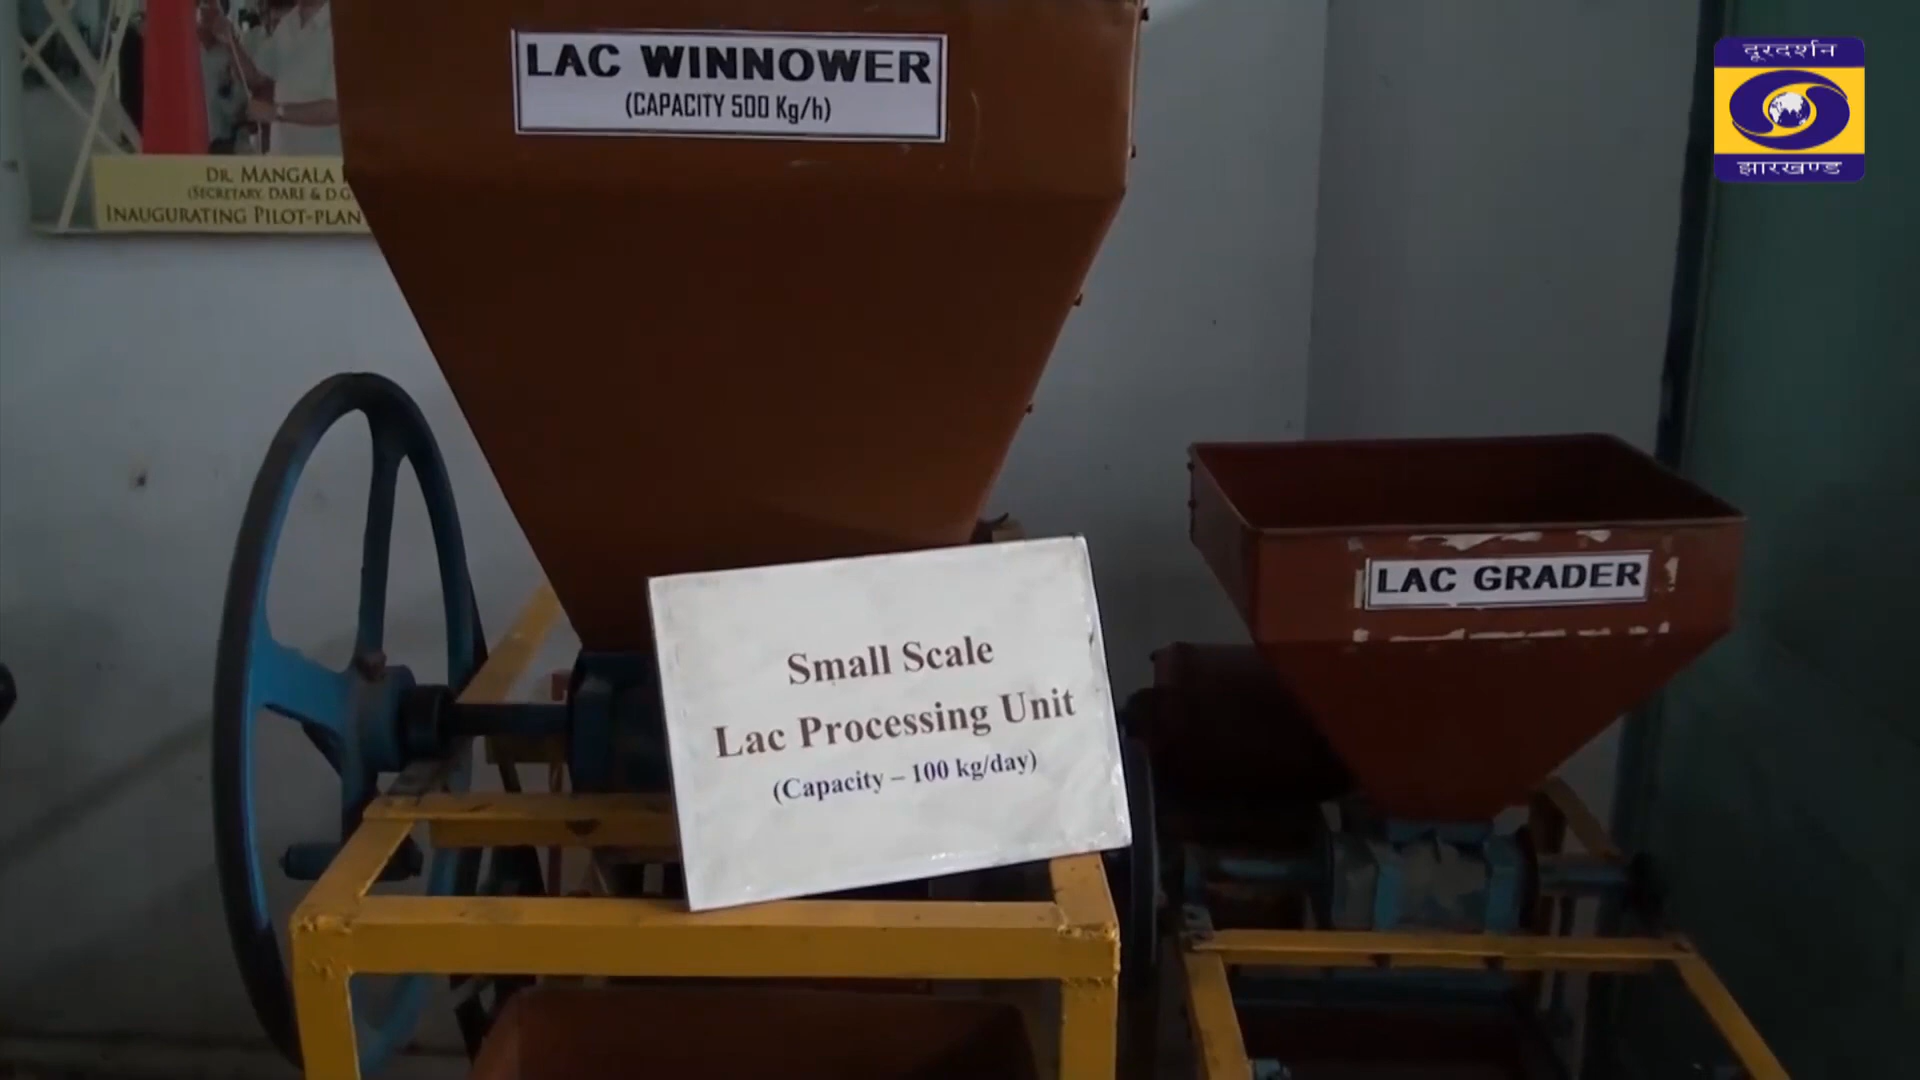 LAC WINNOWER
(CAPACITY 500 Kg/h)
दूरदर्शन
झारखण्ड
DR. MANGALA
(SECRETARY, DARE & D.G.
INAUGURATING PILOT-PLAN
LAC GRADER
Small Scale
Lac Processing Unit
(Capacity – 100 kg/day)